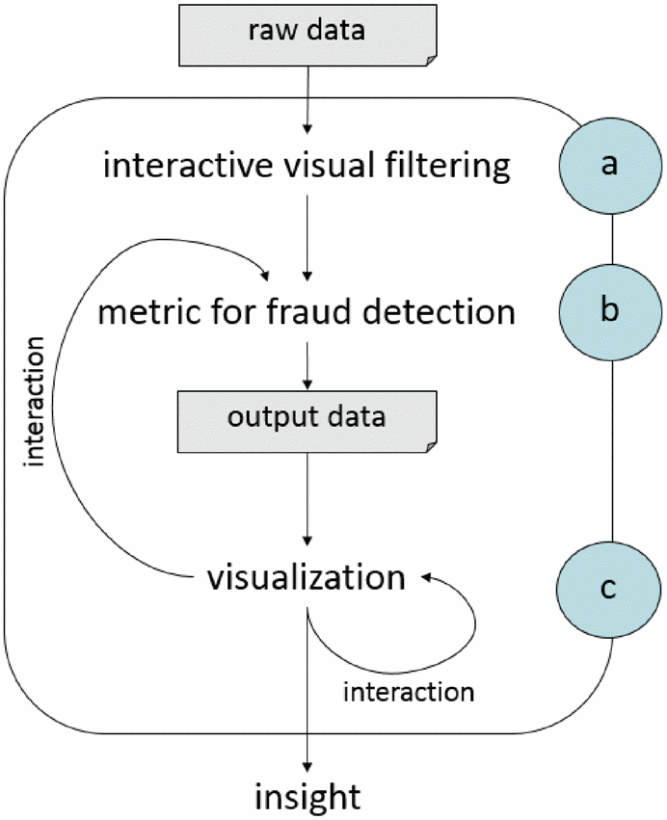 raw data
interactive visual filtering
a
metric for fraud detection
b
interaction
output data
visualization
c
interaction
insight